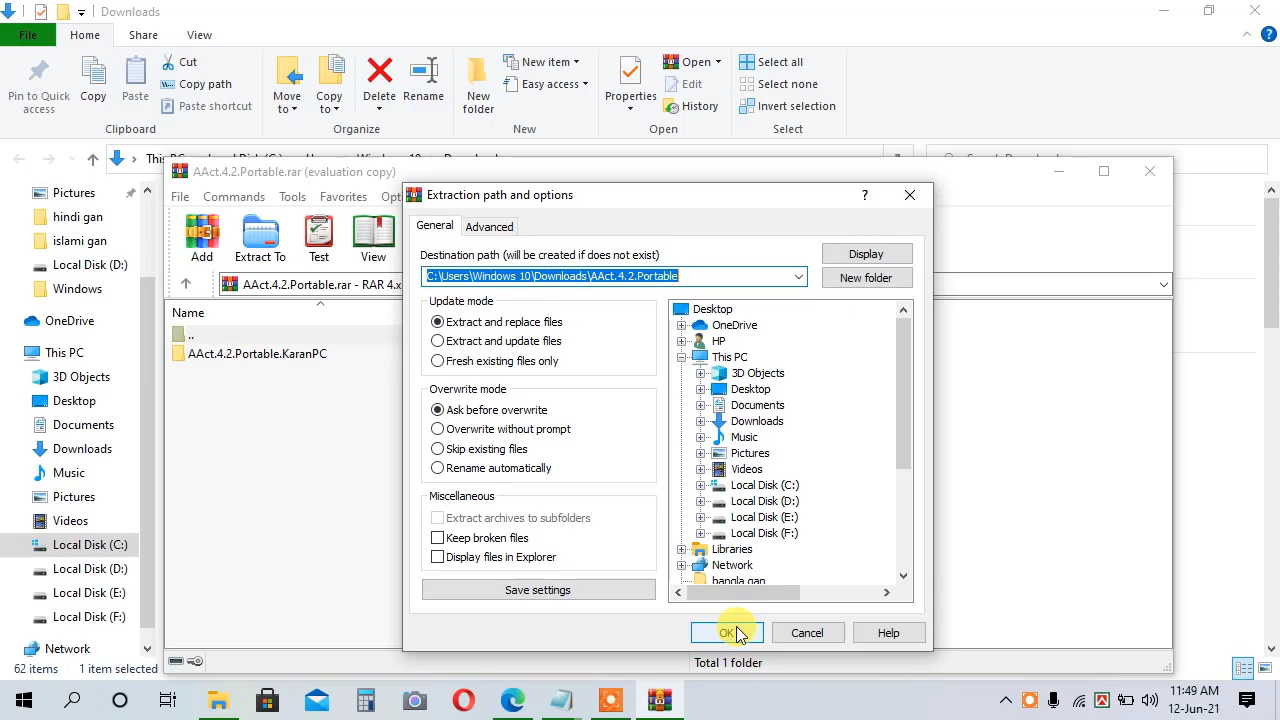 Downloads
File Home Share View
Pin to Quick access
Copy
Paste
Cut
Copy path
Paste shortcut
Move to
Copy to
Delete
Rename
New folder
New item
Easy access
Properties
Open
Edit
History
Select all
Select none
Invert selection
Clipboard Organize New Open Select
AAct.4.2.Portable.rar (evaluation copy)
File Commands Tools Favorites
Add Extract To Test View
AAct.4.2.Portable.rar - RAR 4.x
Name
..
AAct.4.2.Portable.KaranPC
Total 1 folder
Pictures
hindi gan
islami gan
Local Disk (D:)
Windows
OneDrive
This PC
3D Objects
Desktop
Documents
Downloads
Music
Pictures
Videos
Local Disk (C:)
Local Disk (D:)
Local Disk (E:)
Local Disk (F:)
Network
62 items 1 item selected
Extraction path and options
?
General Advanced
Destination path (will be created if does not exist)
C:\Users\Windows 10\Downloads\AAct.4.2.Portable
Display
New folder
Update mode
Extract and replace files
Extract and update files
Fresh existing files only
Overwrite mode
Ask before overwrite
Overwrite without prompt
Skip existing files
Rename automatically
Miscellaneous
Extract archives to subfolders
Keep broken files
Display files in Explorer
Save settings
Desktop
OneDrive
HP
This PC
3D Objects
Desktop
Documents
Downloads
Music
Pictures
Videos
Local Disk (C:)
Local Disk (D:)
Local Disk (E:)
Local Disk (F:)
Libraries
Network
bangla gan
OK Cancel Help
11:49 AM
12-Jun-21